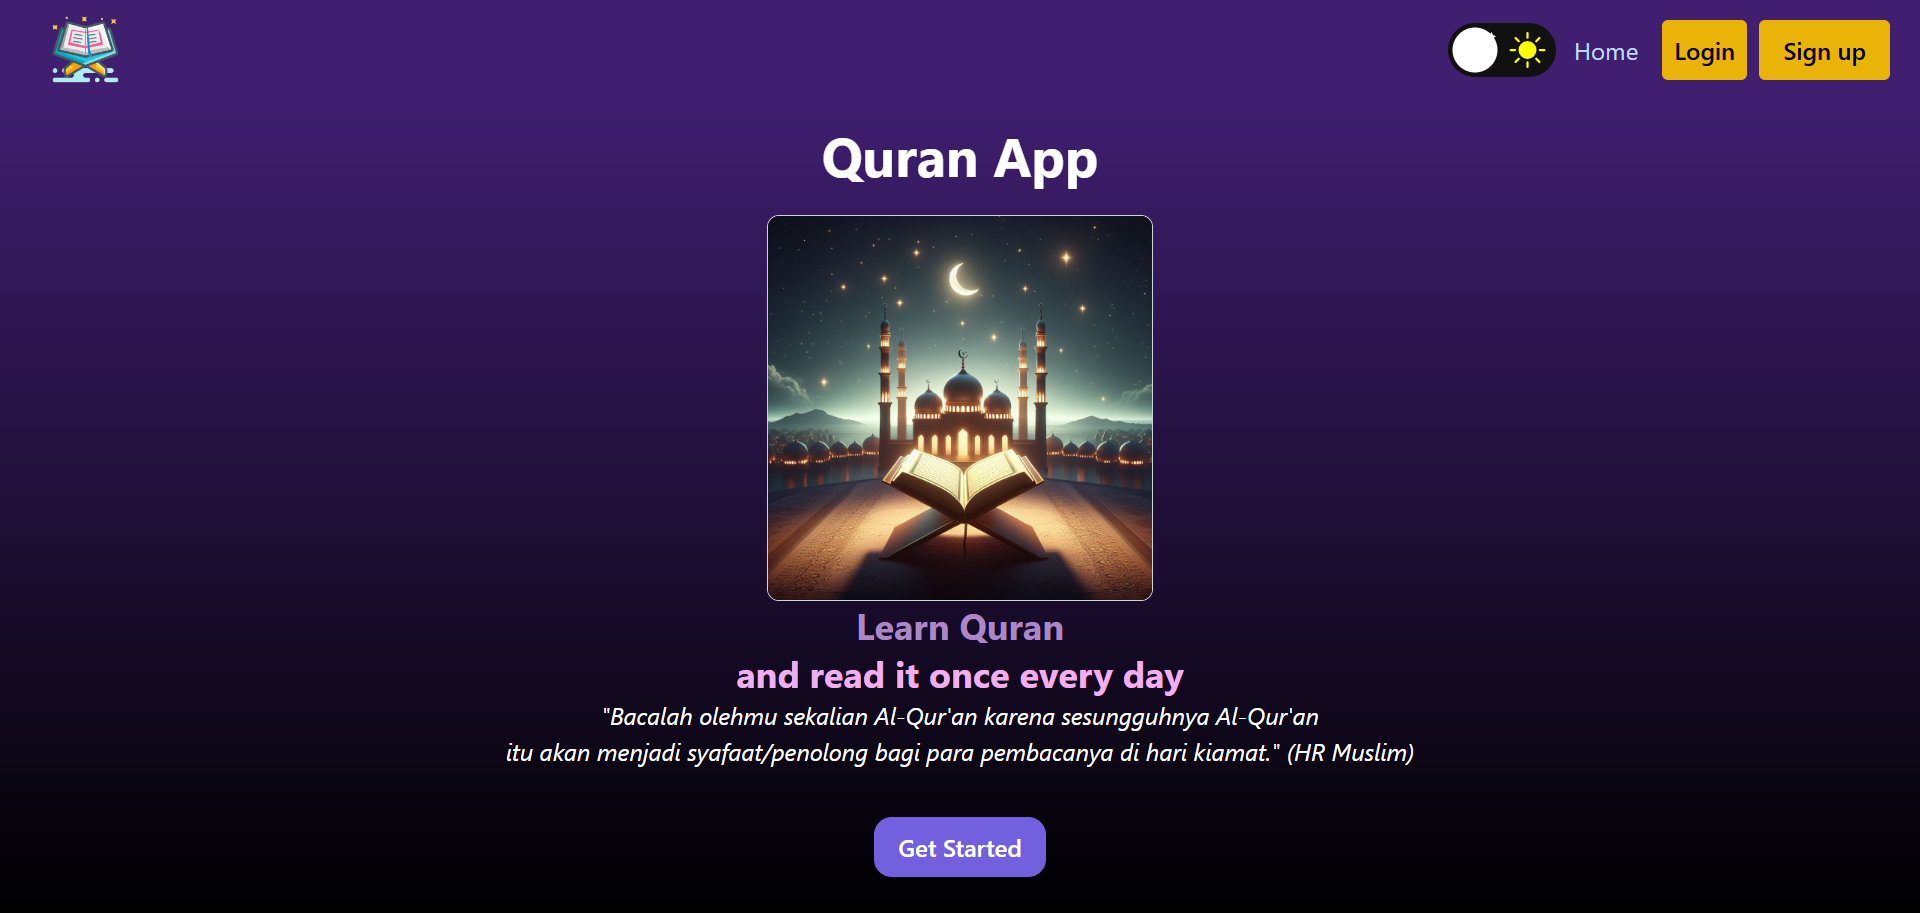 Home
Login
Sign up
Quran App
Learn Quran
and read it once every day
"Bacalah olehmu sekalian Al-Qur'an karena sesungguhnya Al-Qur'an
itu akan menjadi syafaat/penolong bagi para pembacanya di hari kiamat." (HR Muslim)
Get Started